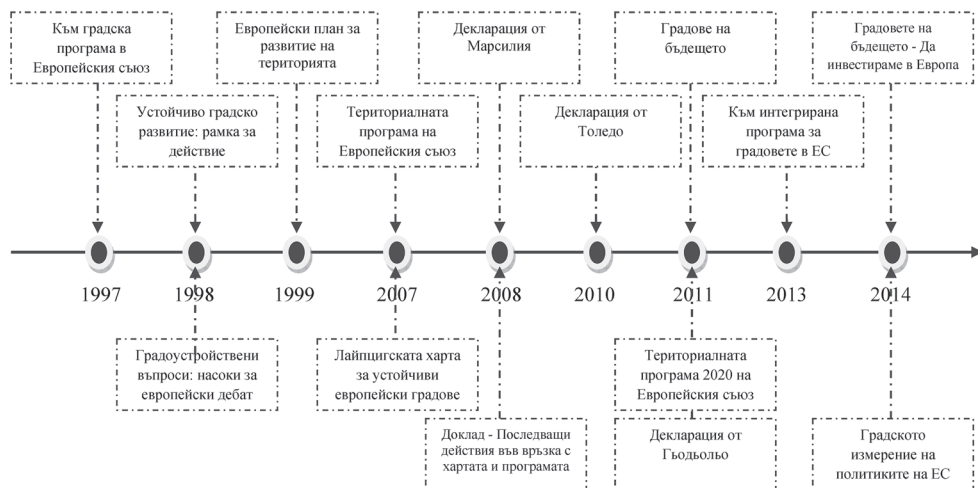 Към градска
програма в
Европейския съюз
Европейски план за
развитие на
територията
Декларация от
Марсилия
Градове на
бъдещето
Градовете на
бъдещето - Да
инвестираме в Европа
Устойчиво градско
развитие: рамка за
действие
Териториалната
програма на
Европейския съюз
Декларация от
Толедо
Към интегрирана
програма за
градовете в ЕС
1997
1998
1999
2007
2008
2010
2011
2013
2014
Градоустройствени
въпроси: насоки за
европейски дебат
Лайпцигската харта
за устойчиви
европейски градове
Териториалната
програма 2020 на
Европейския съюз
Доклад - Последващи
действия във връзка с
хартата и програмата
Декларация от
Гьодьольо
Градското
измерение на
политиките на ЕС